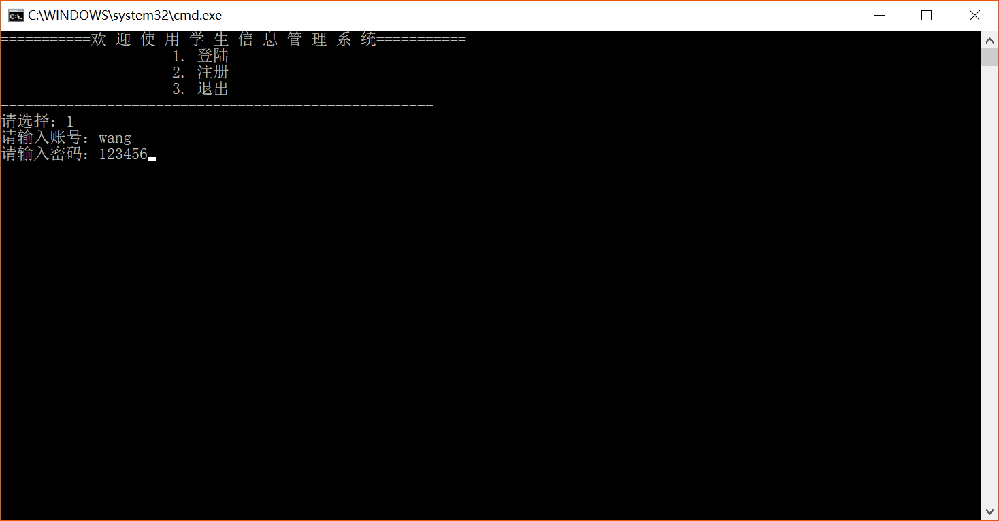 C:\WINDOWS\system32\cmd.exe
===========欢 迎 使 用 学 生 信 息 管 理 系 统===========
1. 登陆
2. 注册
3. 退出
=====================================================
请选择：1
请输入账号：wang
请输入密码：123456